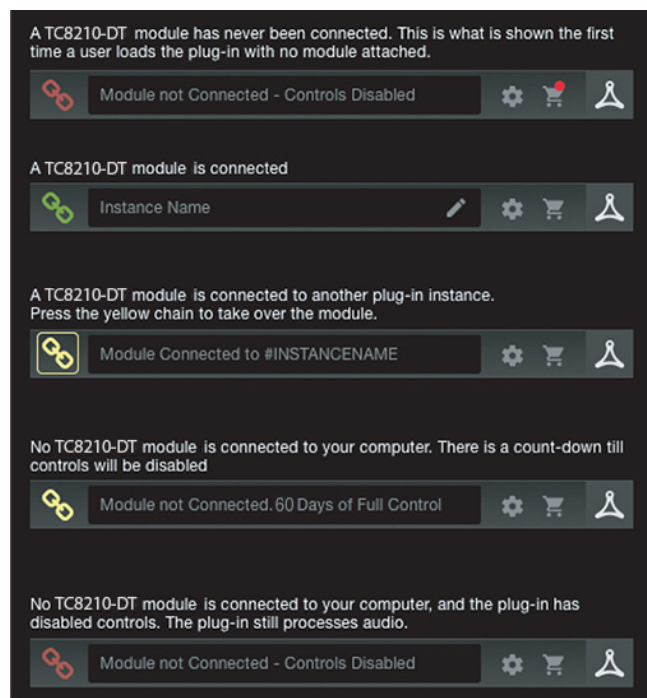 A TC8210-DT module has never been connected. This is what is shown the first
time a user loads the plug-in with no module attached.
Module not Connected - Controls Disabled
A TC8210-DT module is connected
Instance Name
A TC8210-DT module is connected to another plug-in instance.
Press the yellow chain to take over the module.
Module Connected to #INSTANCENAME
No TC8210-DT module is connected to your computer. There is a count-down till
controls will be disabled
Module not Connected. 60 Days of Full Control
No TC8210-DT module is connected to your computer, and the plug-in has
disabled controls. The plug-in still processes audio.
Module not Connected - Controls Disabled